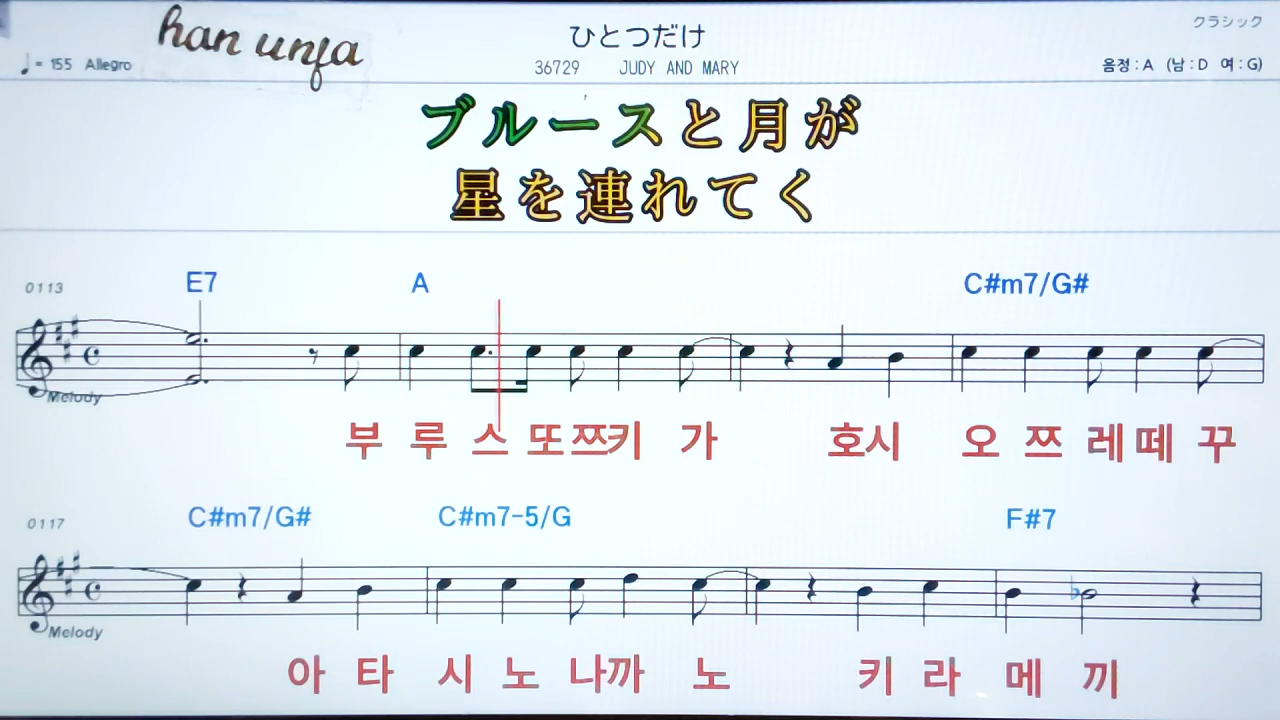 han unfa
ひとつだけ
クラシック
♩= 155 Allegro
36729 JUDY AND MARY
음정 : A (남 : D 여 : G)
ブルースと月が
星を連れてく
0113
E7 A C#m7/G#
Melody
부 루 스 또 쯔키 가 호시 오 쯔 레 떼 꾸
0117
C#m7/G# C#m7-5/G F#7
Melody
아 타 시 노 나까 노 키 라 메 끼